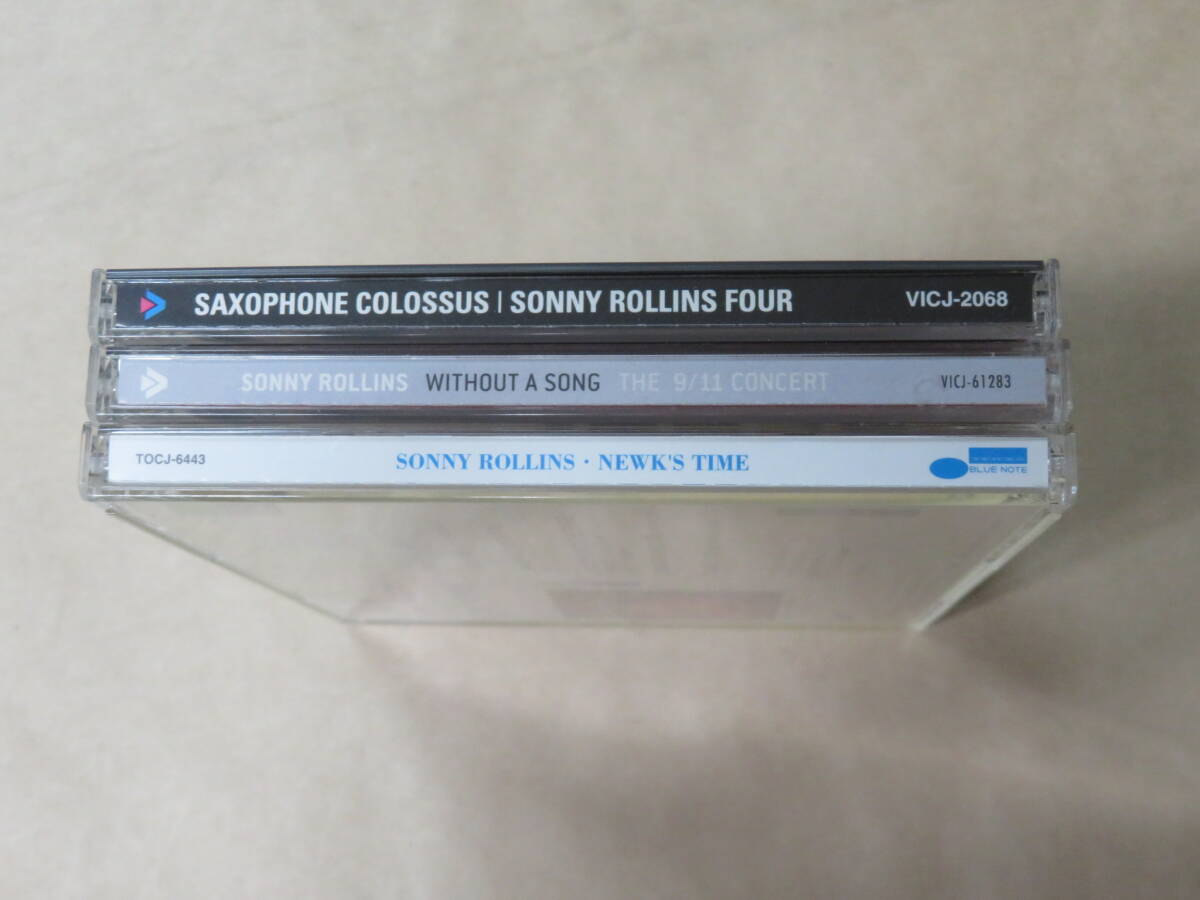 SAXOPHONE COLOSSUS | SONNY ROLLINS FOUR VICJ-2068
SONNY ROLLINS WITHOUT A SONG THE 9/11 CONCERT VICJ-61283
TOCJ-6443 SONNY ROLLINS · NEWK'S TIME BLUE NOTE